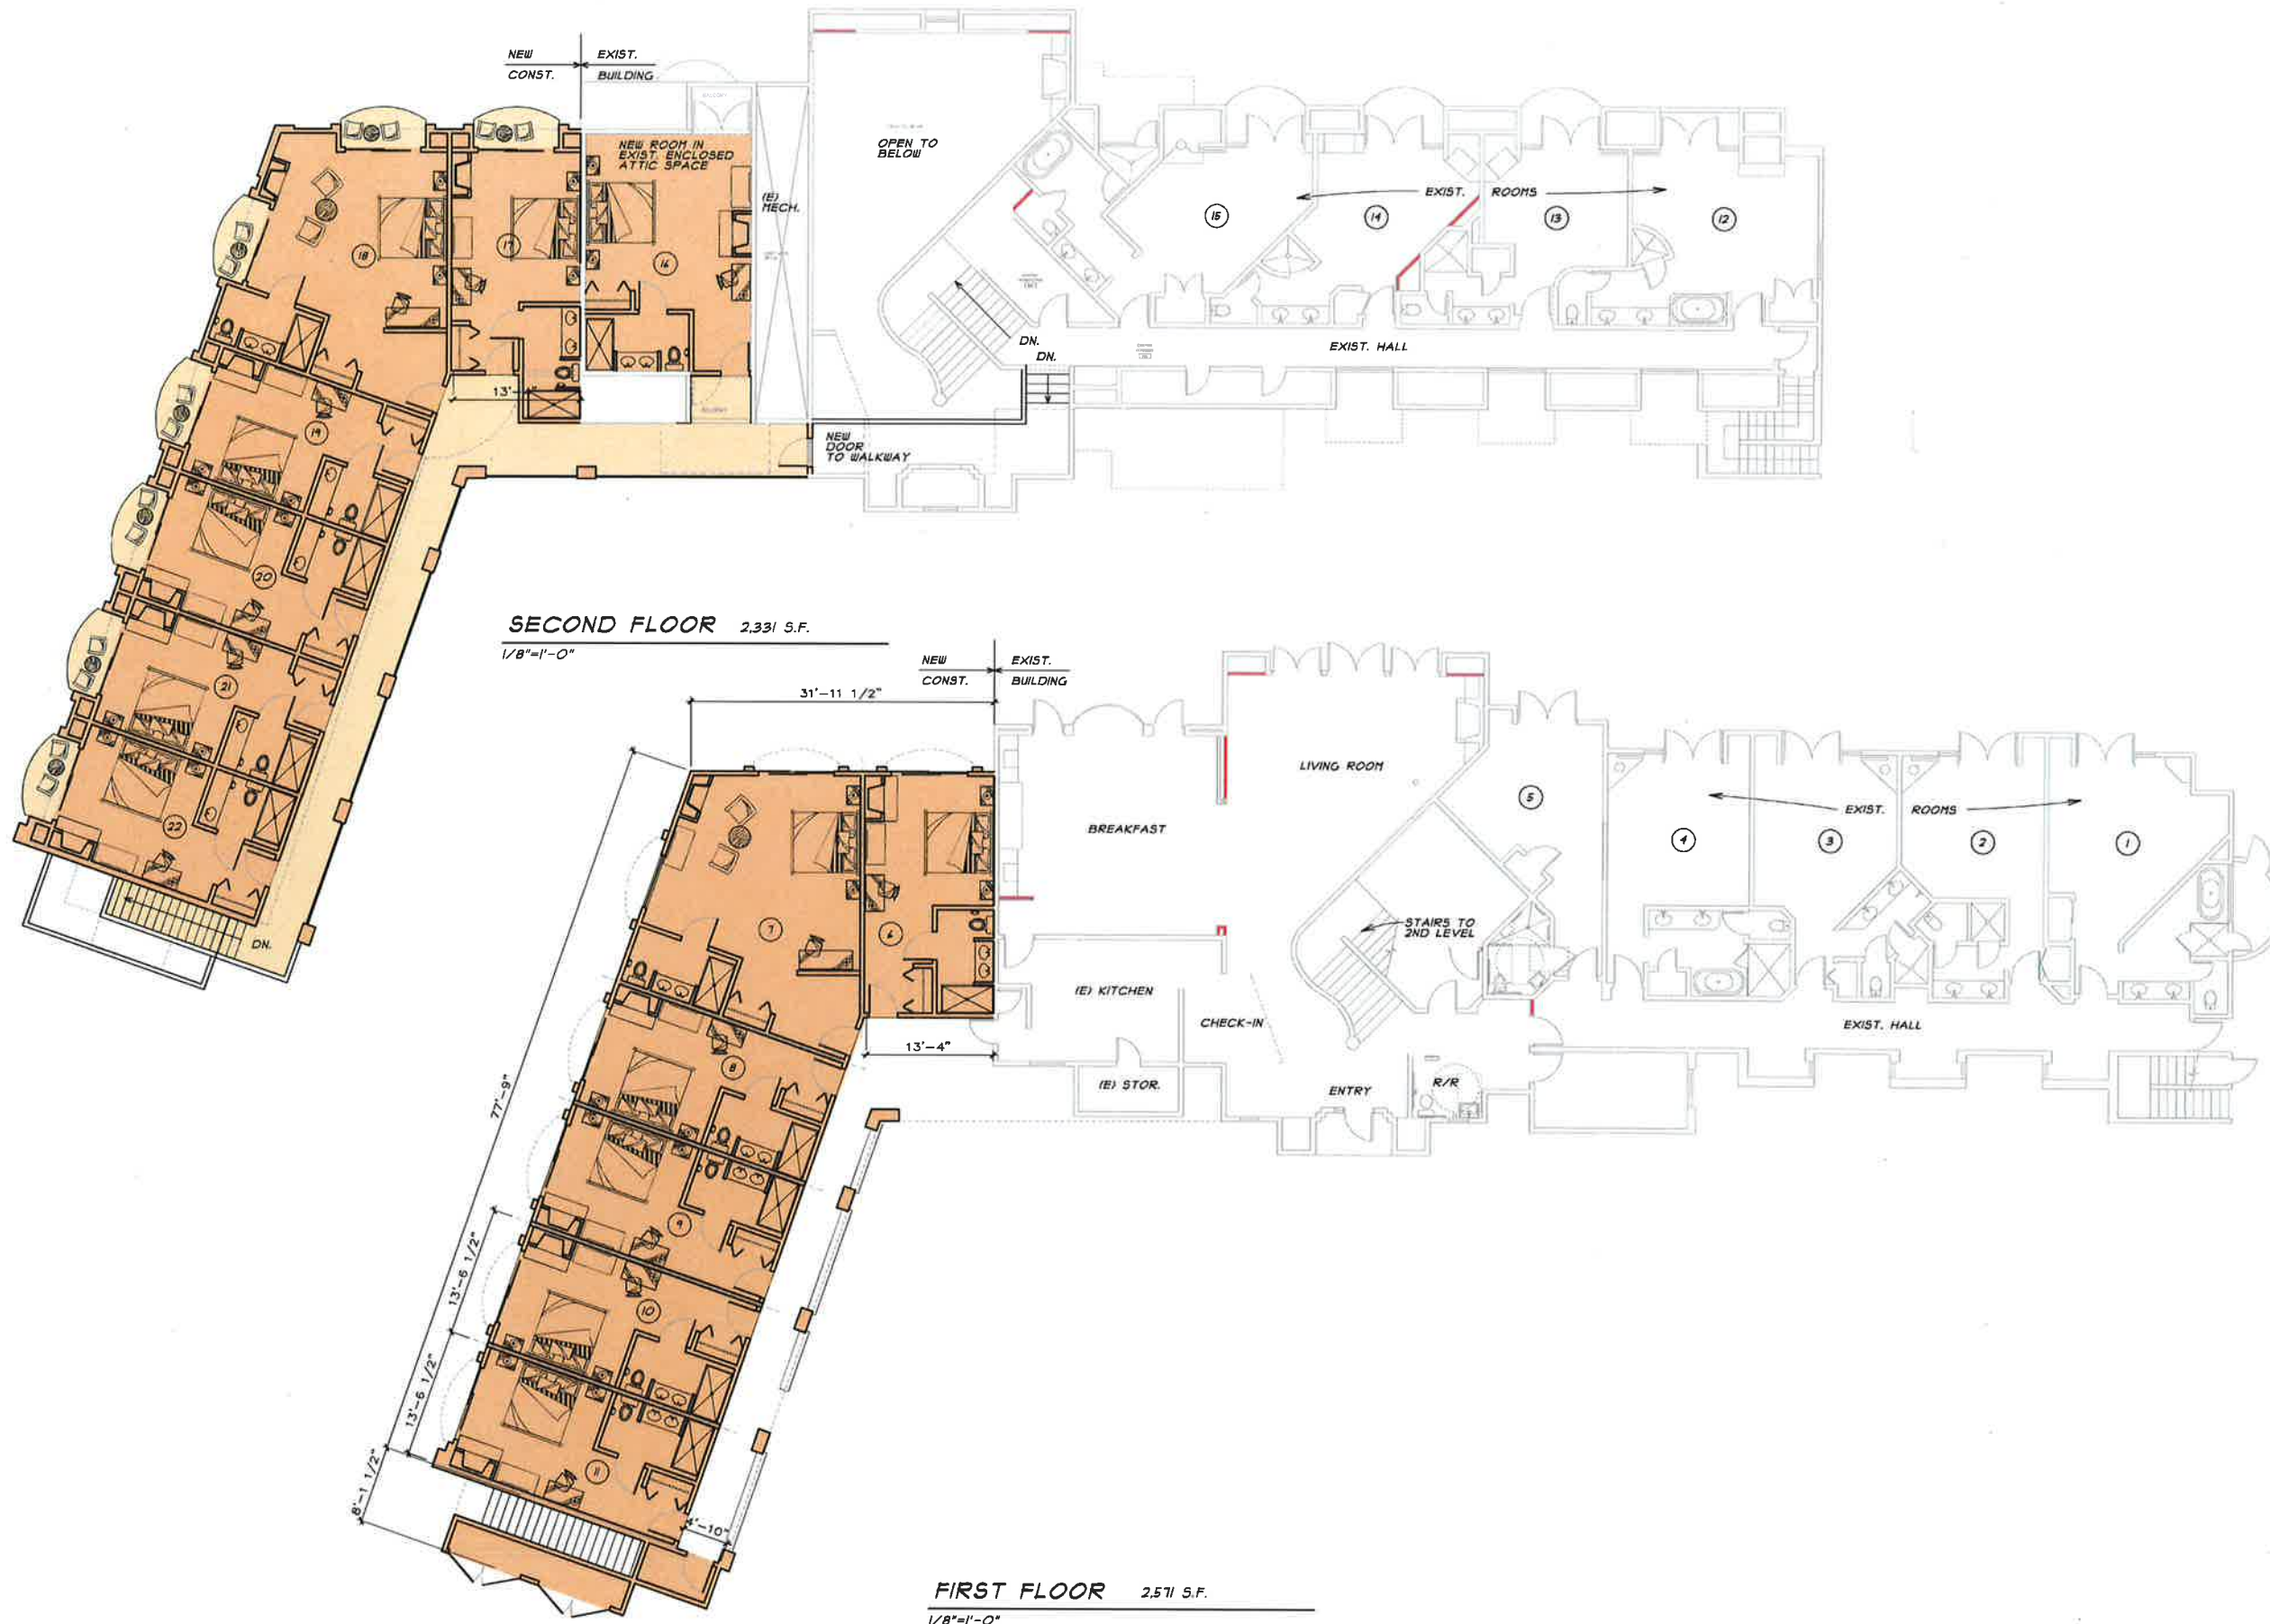 NEW
CONST.
EXIST.
BUILDING
BALCONY
NEW ROOM IN
EXIST. ENCLOSED
ATTIC SPACE
(E)
MECH.
OPEN TO
BELOW
EXIST. ROOMS
15
14
13
12
18
17
16
DN.
DN.
EXIST. HALL
13'-4"
BALCONY
NEW
DOOR
TO WALKWAY
19
20
21
22
DN.
SECOND FLOOR 2,331 S.F.
1/8"=1'-0"
NEW
CONST.
EXIST.
BUILDING
31'-11 1/2"
LIVING ROOM
BREAKFAST
EXIST. ROOMS
5
4
3
2
1
7
6
STAIRS TO
2ND LEVEL
(E) KITCHEN
CHECK-IN
EXIST. HALL
13'-4"
(E) STOR.
ENTRY
R/R
77'-9"
8
9
13'-6 1/2"
10
13'-6 1/2"
11
8'-1 1/2"
4'-10"
FIRST FLOOR 2,571 S.F.
1/8"=1'-0"